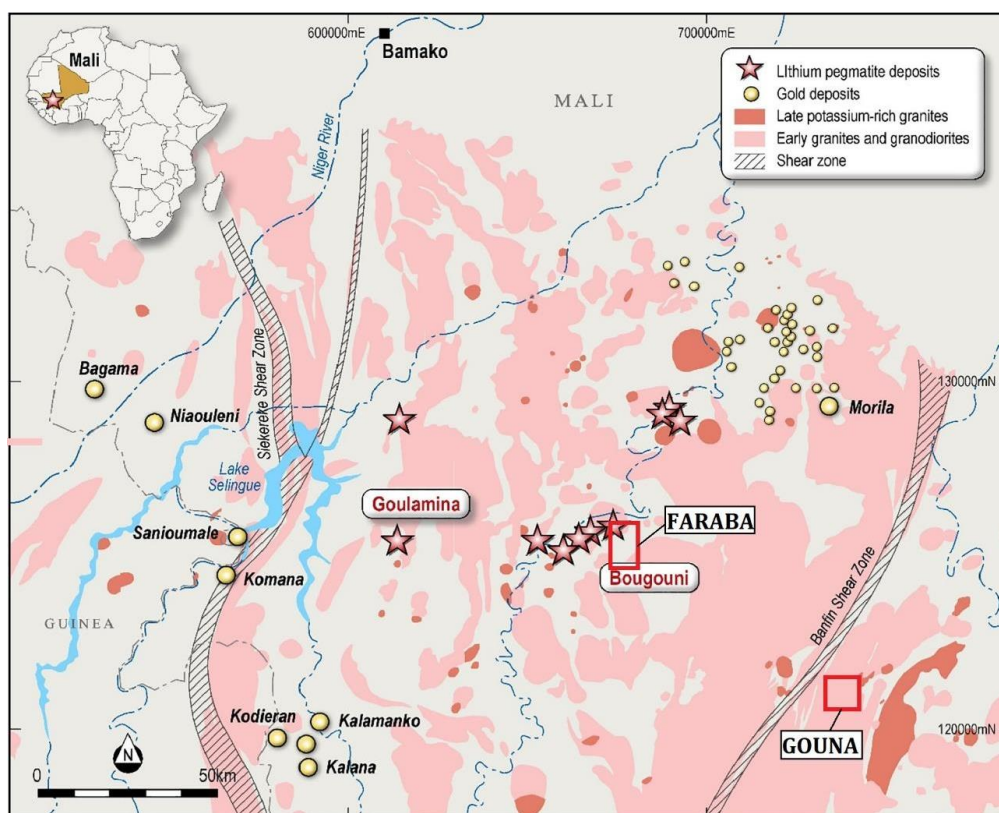 600000mE
700000mE
Bamako
Mali
MALI
LIthium pegmatite deposits
Gold deposits
Late potassium-rich granites
Early granites and granodiorites
Shear zone
Niger River
Siekereke Shear Zone
Bagama
Niaouleni
130000mN
Morila
Lake
Selingue
Goulamina
FARABA
Sanioumale
Bougouni
Komana
GUINEA
Banfin Shear Zone
Kodieran
Kalamanko
120000mN
GOUNA
Kalana
N
0
50km